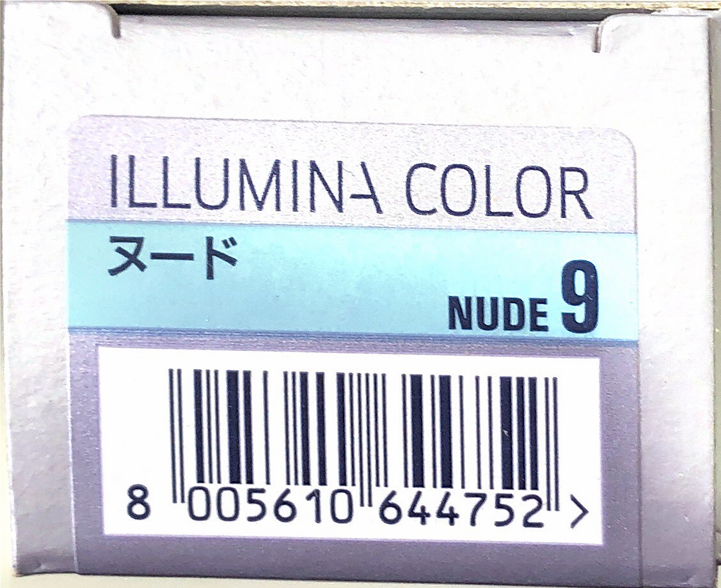 ILLUMINA COLOR
ヌード
NUDE 9
8 005610 644752 >